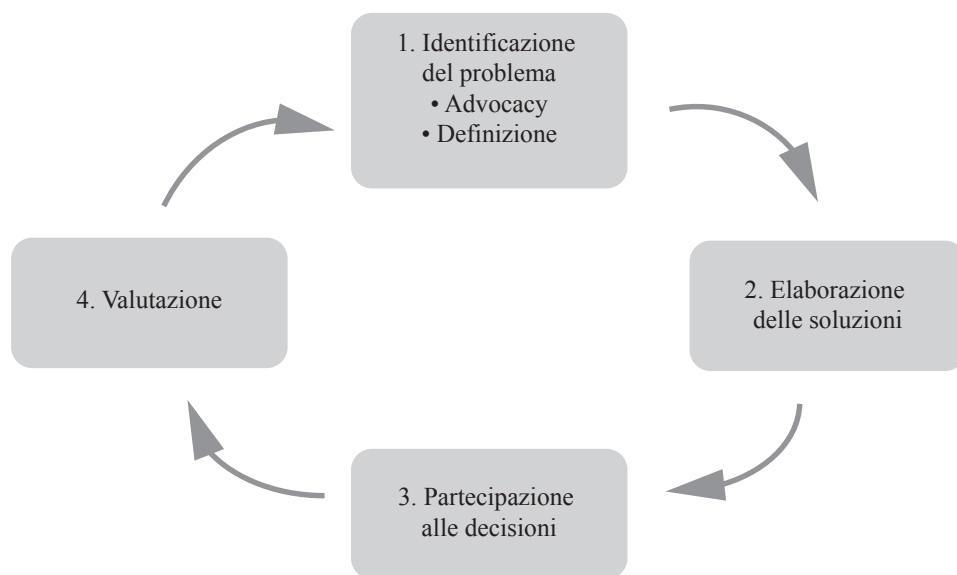 1. Identificazione
del problema
• Advocacy
• Definizione
2. Elaborazione
delle soluzioni
3. Partecipazione
alle decisioni
4. Valutazione